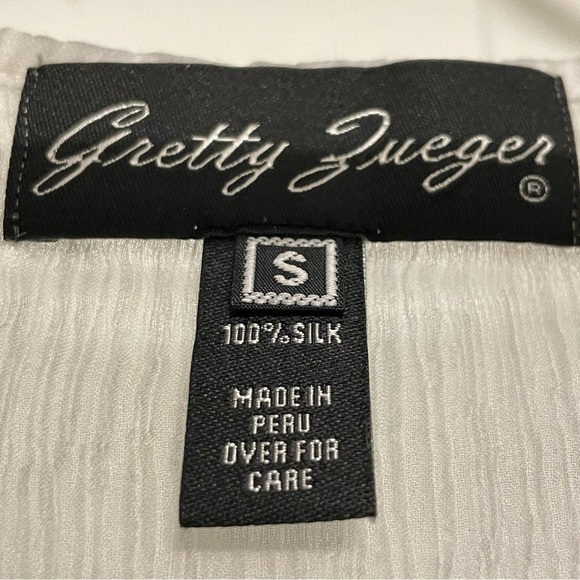 Gretty Zueger
®
S
100% SILK
MADE IN
PERU
OVER FOR
CARE